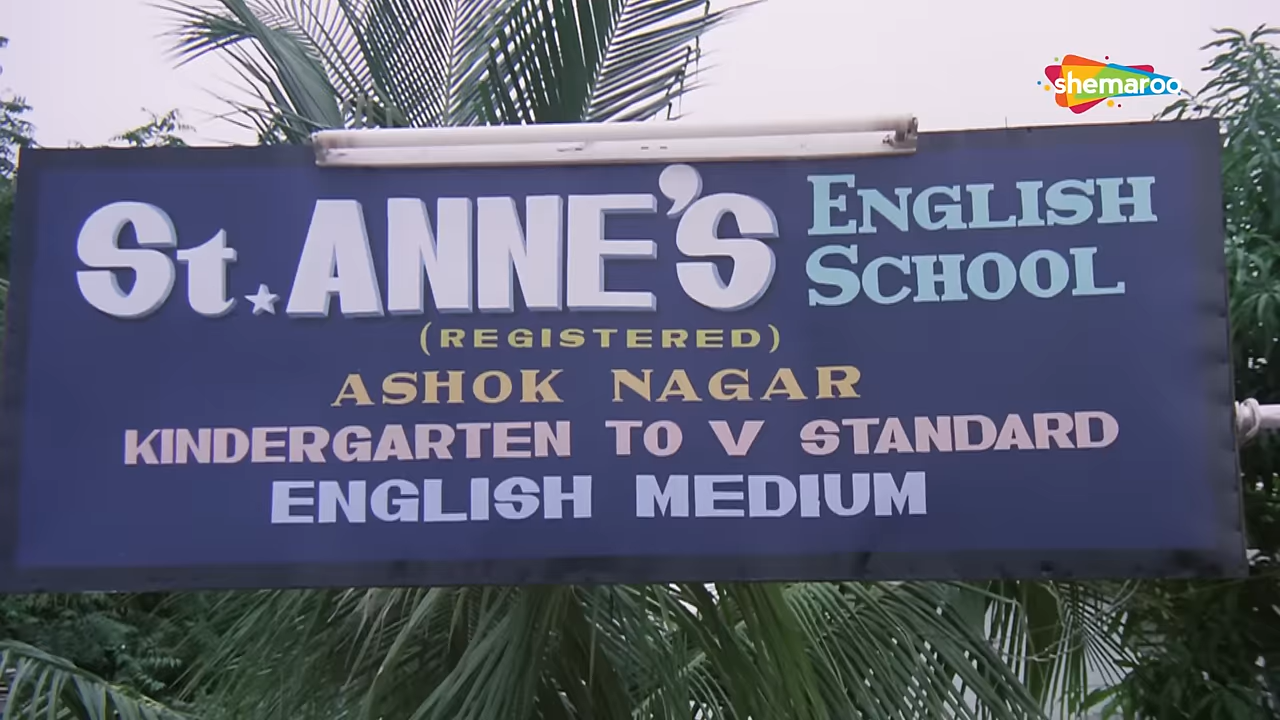 shemaroo
St. ANNE'S ENGLISH SCHOOL
(REGISTERED)
ASHOK NAGAR
KINDERGARTEN TO V STANDARD
ENGLISH MEDIUM